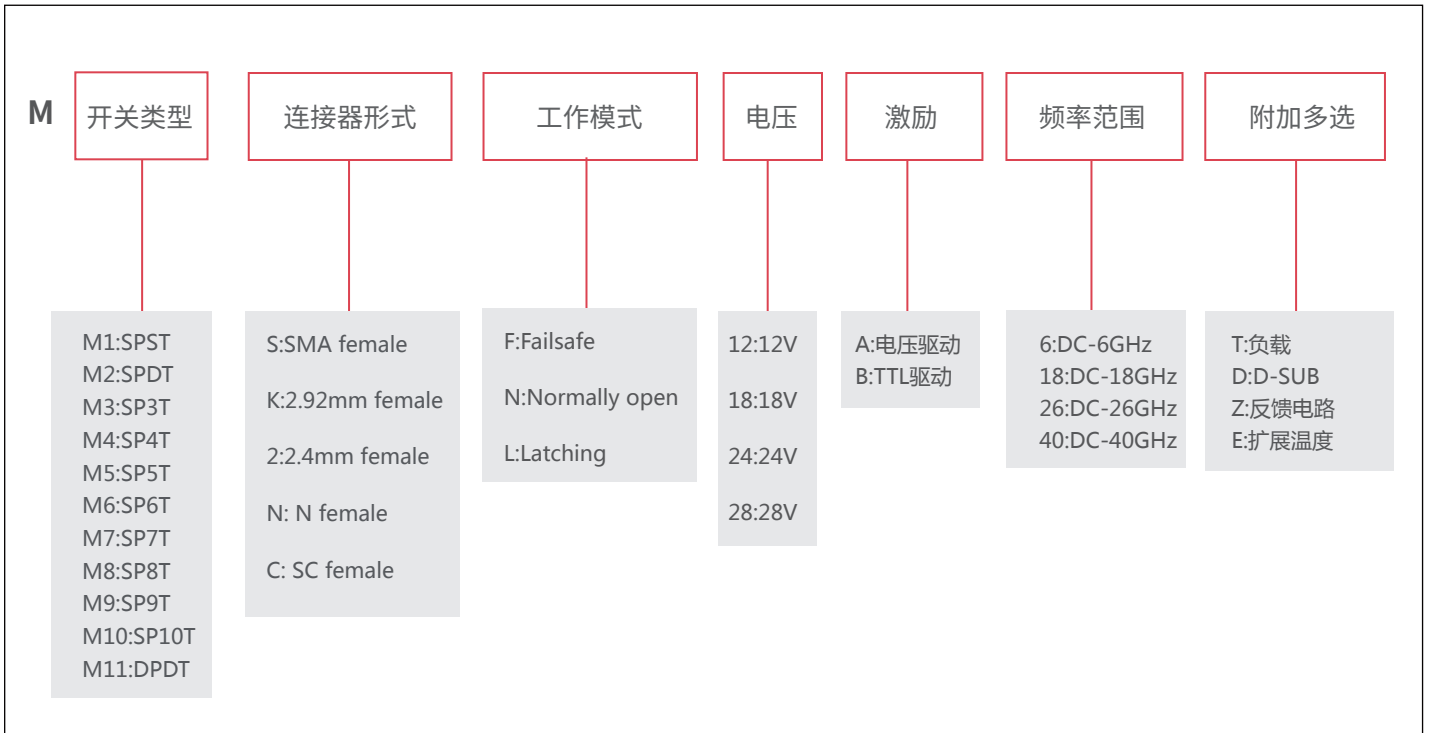 M
开关类型
连接器形式
工作模式
电压
激励
频率范围
附加多选
M1:SPST
M2:SPDT
M3:SP3T
M4:SP4T
M5:SP5T
M6:SP6T
M7:SP7T
M8:SP8T
M9:SP9T
M10:SP10T
M11:DPDT
S:SMA female
K:2.92mm female
2:2.4mm female
N: N female
C: SC female
F:Failsafe
N:Normally open
L:Latching
12:12V
18:18V
24:24V
28:28V
A:电压驱动
B:TTL驱动
6:DC-6GHz
18:DC-18GHz
26:DC-26GHz
40:DC-40GHz
T:负载
D:D-SUB
Z:反馈电路
E:扩展温度